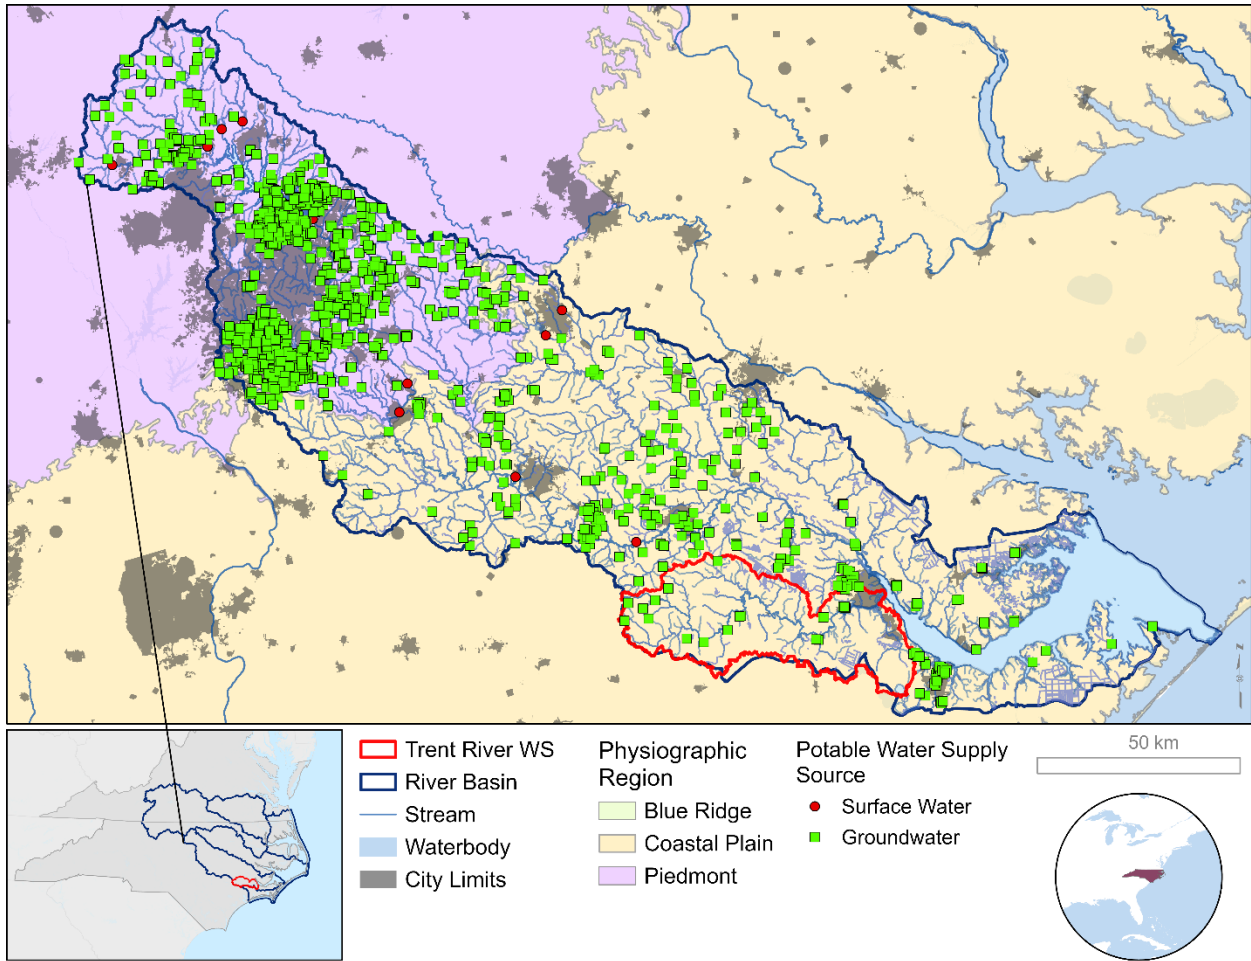 Trent River WS
River Basin
Stream
Waterbody
City Limits
Physiographic
Region
Blue Ridge
Coastal Plain
Piedmont
Potable Water Supply
Source
Surface Water
Groundwater
50 km
N